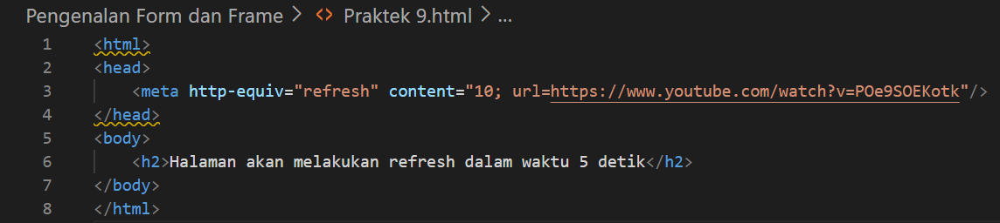 Pengenalan Form dan Frame > <> Praktek 9.html > ...
1 <html>
2 <head>
3 <meta http-equiv="refresh" content="10; url=https://www.youtube.com/watch?v=POe9SOEKotk"/>
4 </head>
5 <body>
6 <h2>Halaman akan melakukan refresh dalam waktu 5 detik</h2>
7 </body>
8 </html>